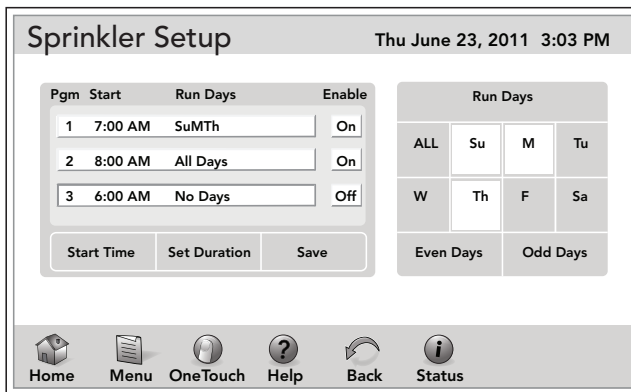 Sprinkler Setup Thu June 23, 2011 3:03 PM
Pgm Start Run Days Enable
1 7:00 AM SuMTh On
2 8:00 AM All Days On
3 6:00 AM No Days Off
Start Time Set Duration Save
Run Days
ALL Su M Tu
W Th F Sa
Even Days Odd Days
Home Menu OneTouch Help Back Status